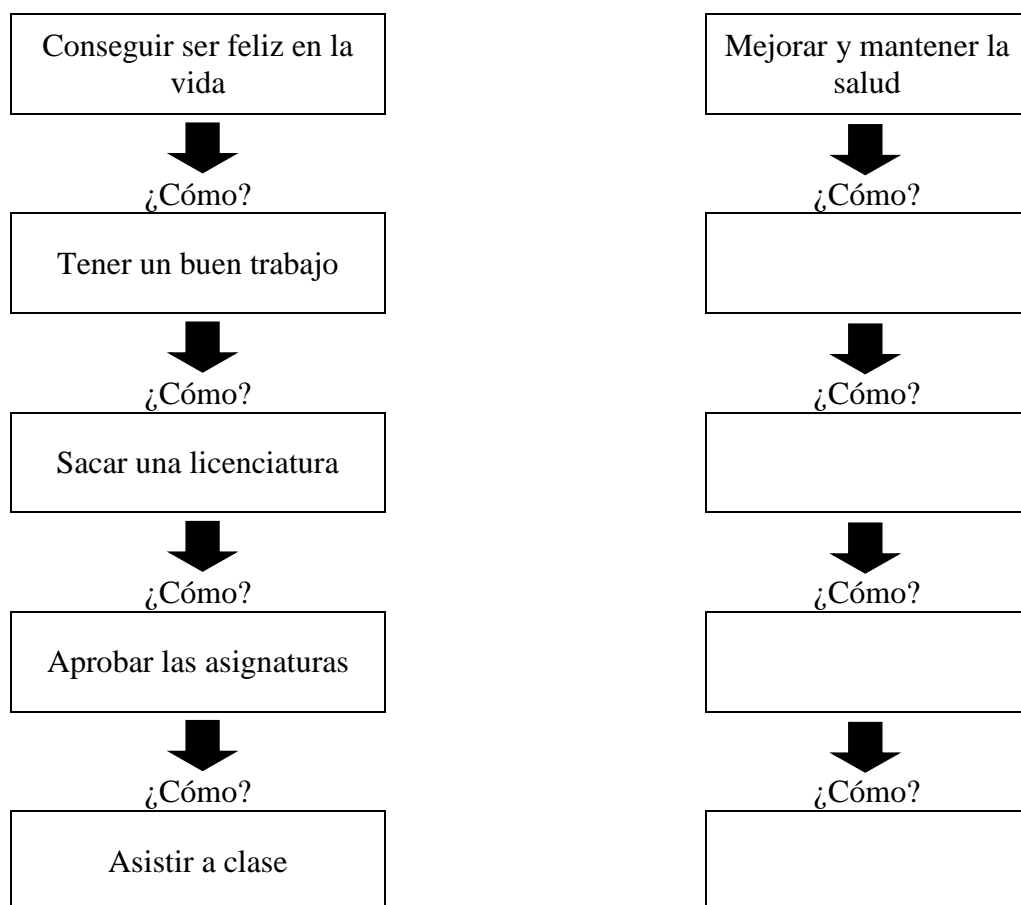 Conseguir ser feliz en la
vida
¿Cómo?
Tener un buen trabajo
¿Cómo?
Sacar una licenciatura
¿Cómo?
Aprobar las asignaturas
¿Cómo?
Asistir a clase
Mejorar y mantener la
salud
¿Cómo?
¿Cómo?
¿Cómo?
¿Cómo?